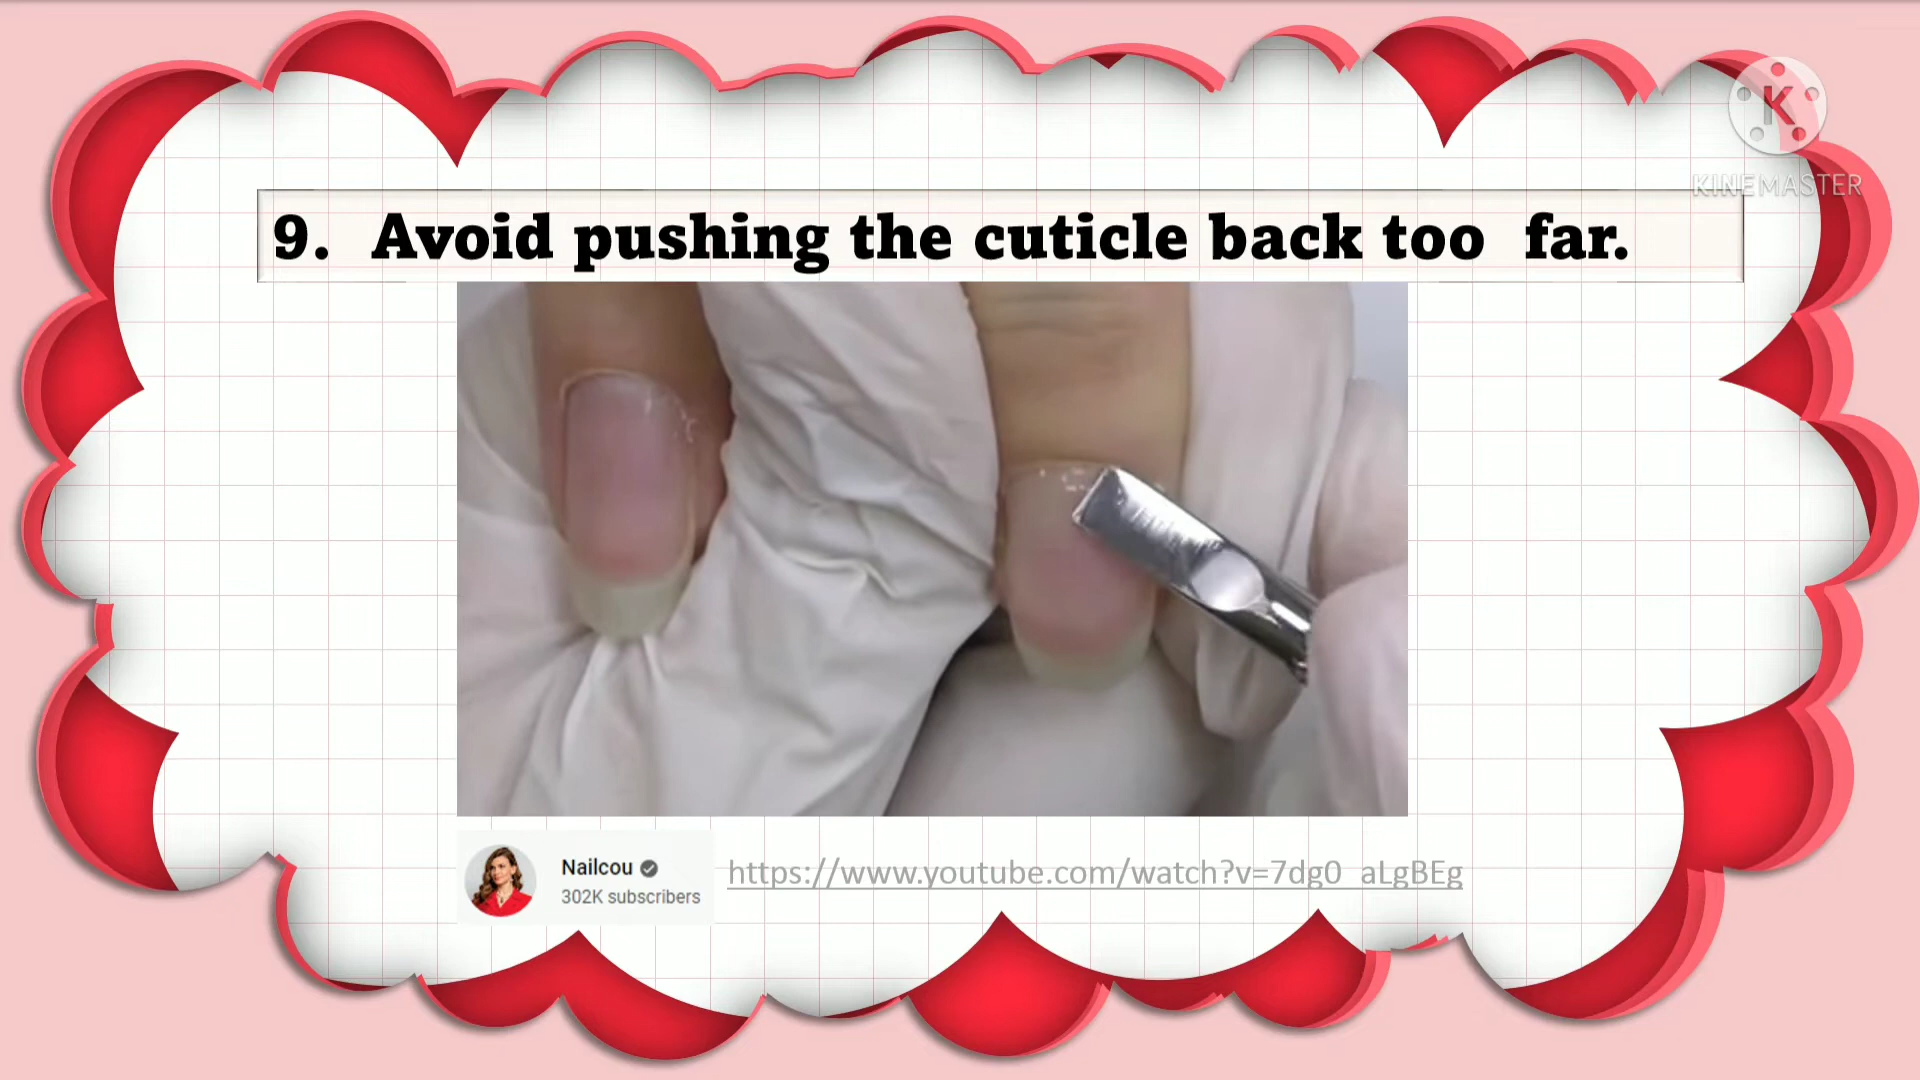 KINEMASTER
9. Avoid pushing the cuticle back too far.
Nailcou
302K subscribers
https://www.youtube.com/watch?v=7dg0_aLgBEg